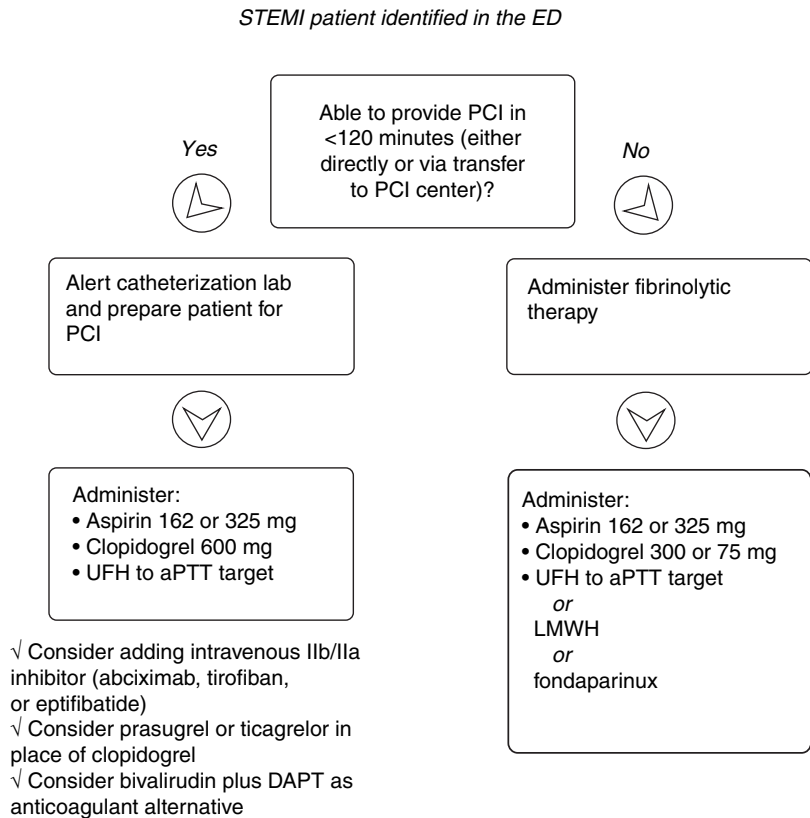 STEMI patient identified in the ED
Able to provide PCI in
<120 minutes (either
directly or via transfer
to PCI center)?
Yes
No
Alert catheterization lab
and prepare patient for
PCI
Administer fibrinolytic
therapy
Administer:
• Aspirin 162 or 325 mg
• Clopidogrel 600 mg
• UFH to aPTT target
Administer:
• Aspirin 162 or 325 mg
• Clopidogrel 300 or 75 mg
• UFH to aPTT target
or
LMWH
or
fondaparinux
√ Consider adding intravenous IIb/IIa
inhibitor (abciximab, tirofiban,
or eptifibatide)
√ Consider prasugrel or ticagrelor in
place of clopidogrel
√ Consider bivalirudin plus DAPT as
anticoagulant alternative